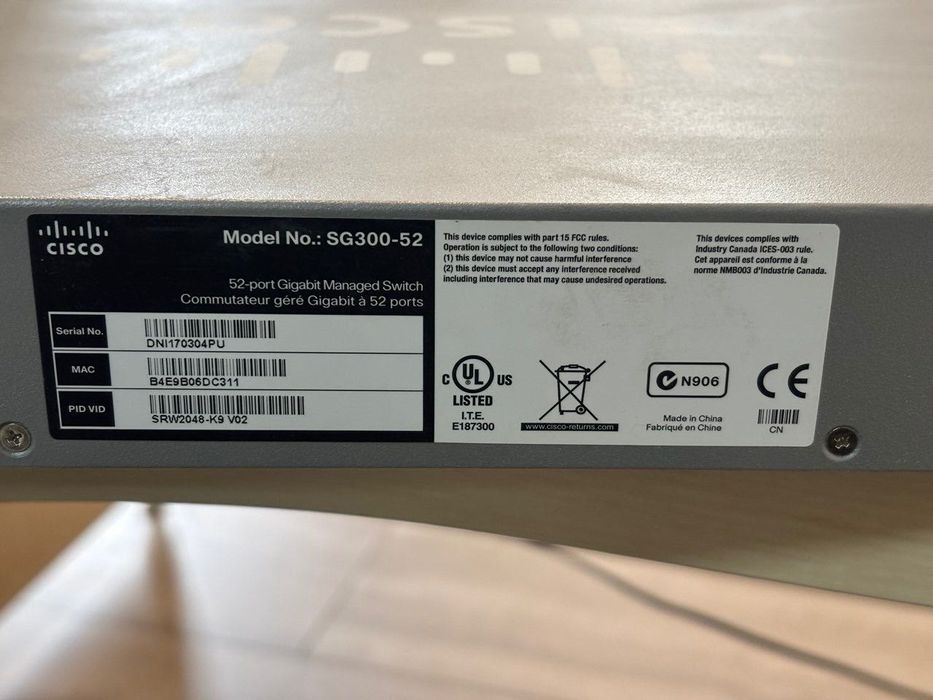 CISCO
CISCO
Model No.: SG300-52
52-port Gigabit Managed Switch
Commutateur géré Gigabit à 52 ports
Serial No.
DNI170304PU
MAC
B4E9B06DC311
PID VID
SRW2048-K9 V02
This device complies with part 15 FCC rules.
Operation is subject to the following two conditions:
(1) this device may not cause harmful interference
(2) this device must accept any interference received
including interference that may cause undesired operations.
This device complies with
Industry Canada ICES-003 rule.
Cet appareil est conforme à la
norme NMB003 d'Industrie Canada.
C UL ® US
LISTED
I.T.E.
E187300
www.cisco-returns.com
N906
Made in China
Fabriqué en Chine
CE
CN